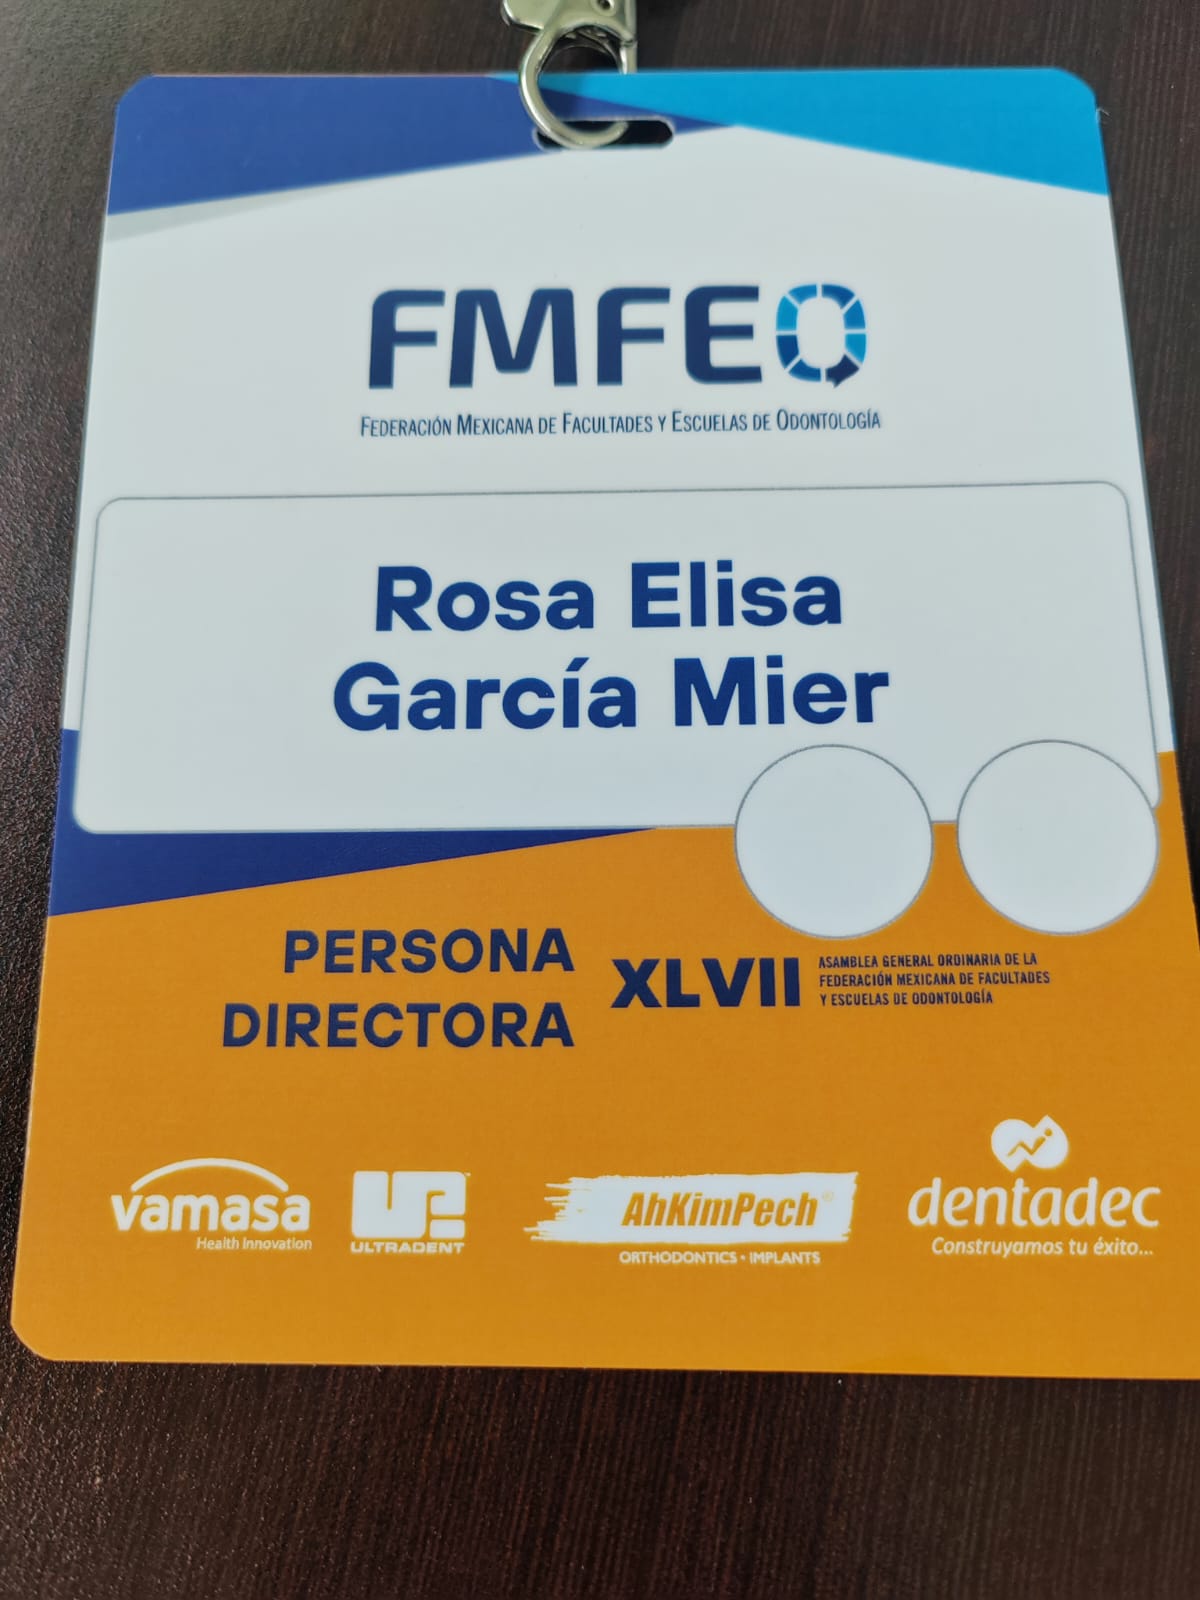 FMFEO
Federación Mexicana de Facultades y Escuelas de Odontología
Rosa Elisa
García Mier
PERSONA
DIRECTORA
XLVII
ASAMBLEA GENERAL ORDINARIA DE LA
FEDERACIÓN MEXICANA DE FACULTADES
Y ESCUELAS DE ODONTOLOGÍA
vamasa
Health Innovation
UP
ULTRADENT
AhKimPech®
ORTHODONTICS • IMPLANTS
dentadec
Construyamos tu éxito...